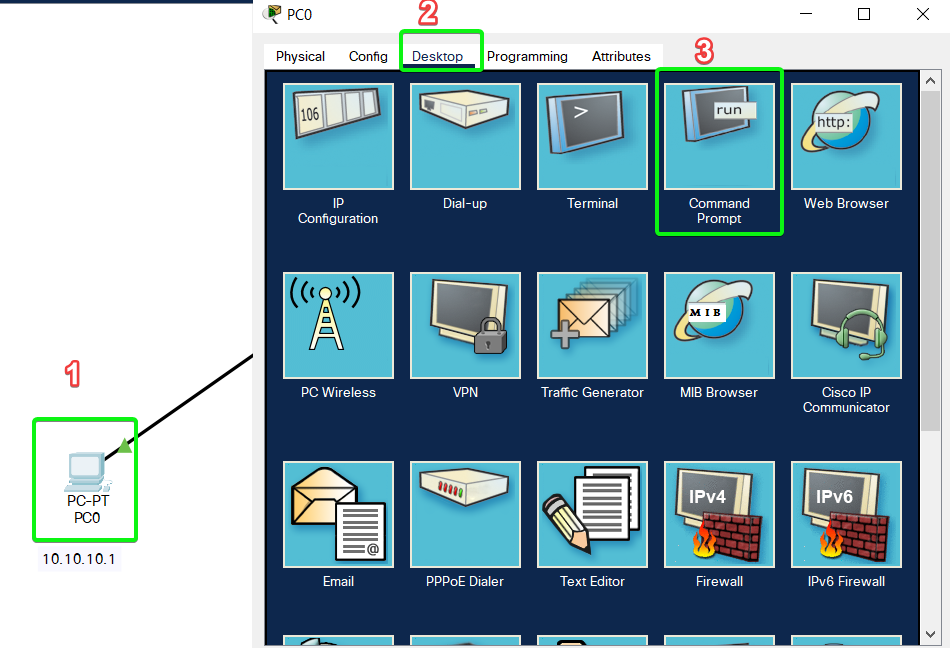 2
PC0
Physical Config Desktop Programming Attributes
3
106
>
run
http:
IP
Configuration
Dial-up
Terminal
Command
Prompt
Web Browser
MIB
PC Wireless
VPN
Traffic Generator
MIB Browser
Cisco IP
Communicator
1
PC-PT
PC0
10.10.10.1
@
IPv4
IPv6
Email
PPPoE Dialer
Text Editor
Firewall
IPv6 Firewall